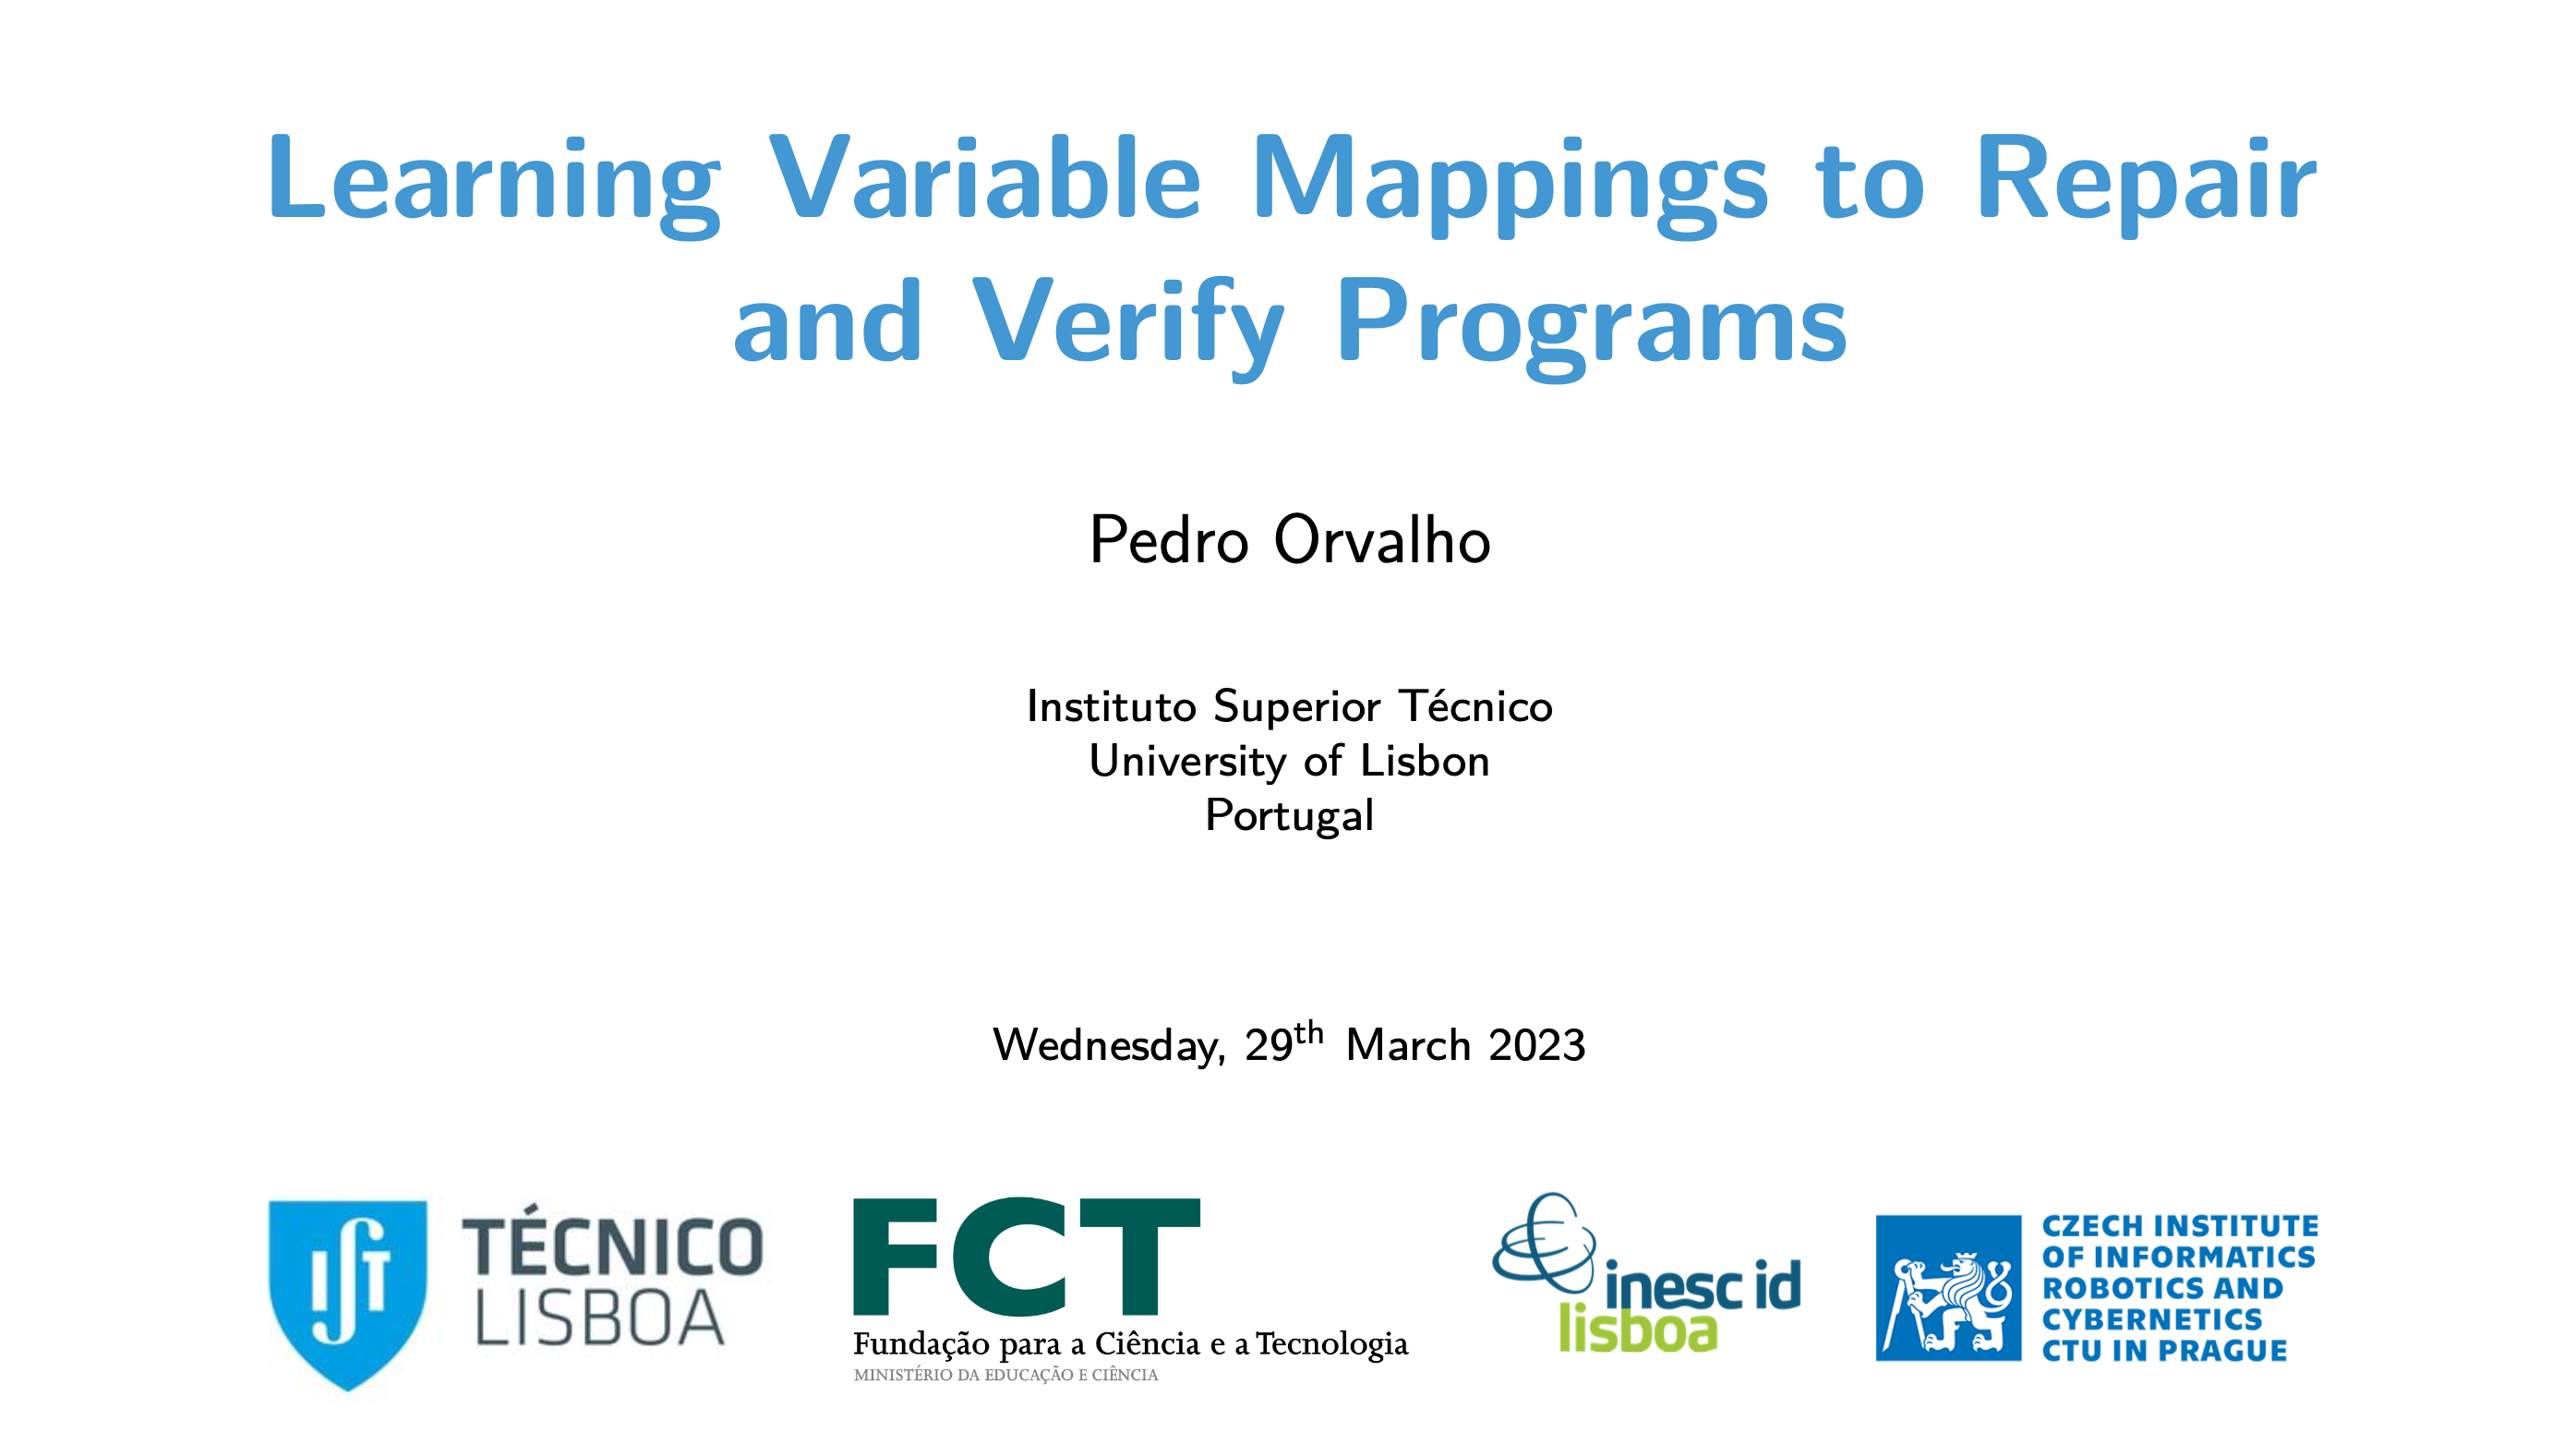 Learning Variable Mappings to Repair
and Verify Programs
Pedro Orvalho
Instituto Superior Técnico
University of Lisbon
Portugal
Wednesday, 29th March 2023
IST
TÉCNICO
LISBOA
FCT
Fundação para a Ciência e a Tecnologia
MINISTÉRIO DA EDUCAÇÃO E CIÊNCIA
inesc id
lisboa
CZECH INSTITUTE
OF INFORMATICS
ROBOTICS AND
CYBERNETICS
CTU IN PRAGUE